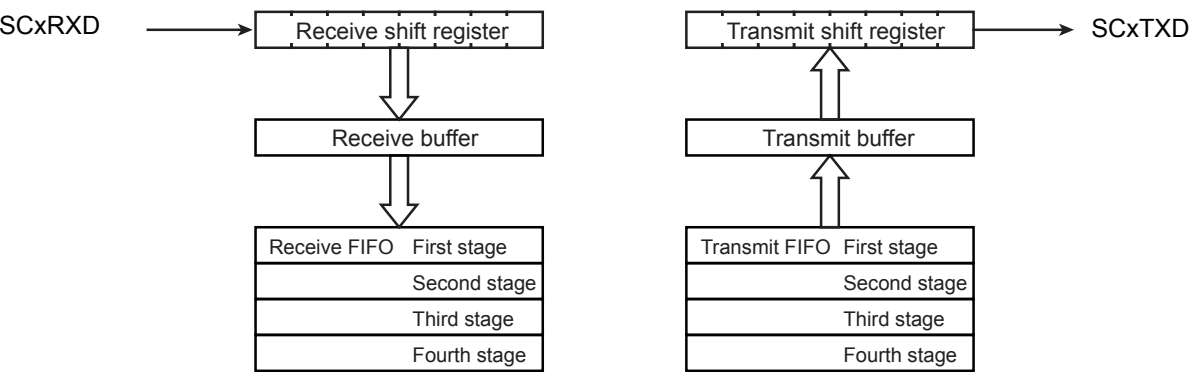 SCxRXD
Receive shift register
Transmit shift register
SCxTXD
Receive buffer
Transmit buffer
Receive FIFO First stage
Second stage
Third stage
Fourth stage
Transmit FIFO First stage
Second stage
Third stage
Fourth stage